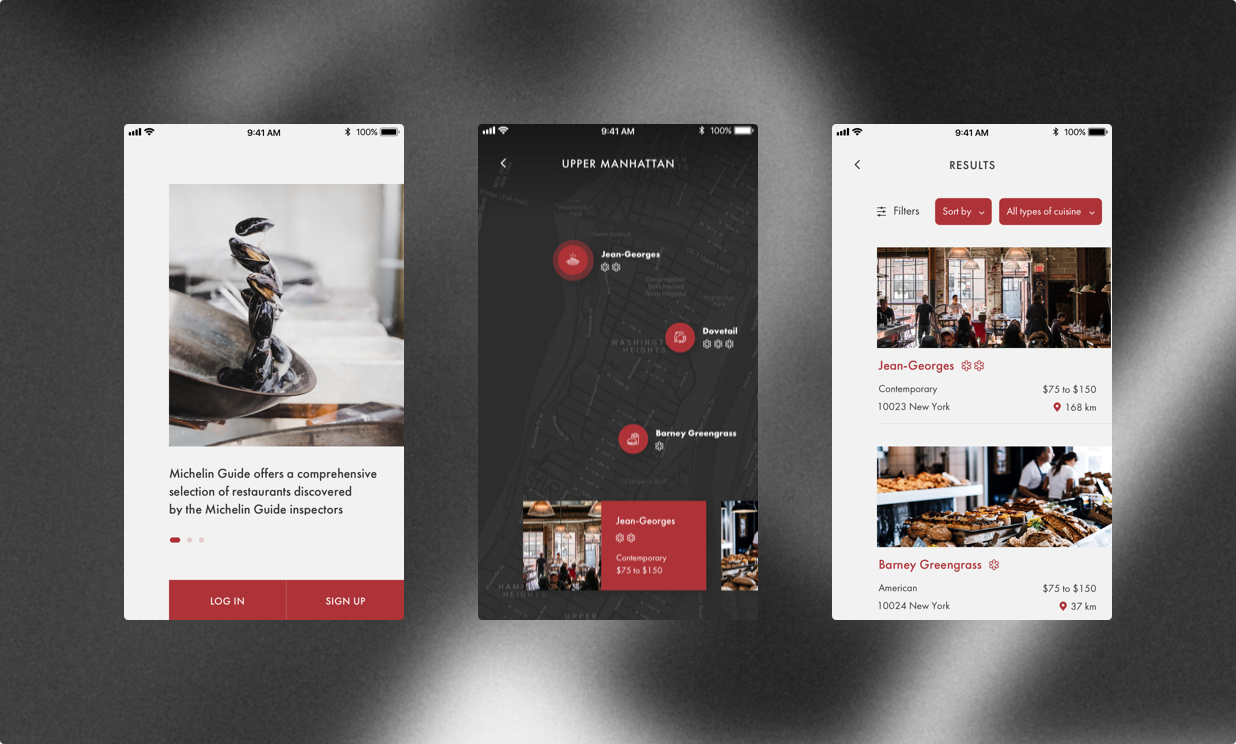 9:41 AM
100%
Michelin Guide offers a comprehensive
selection of restaurants discovered
by the Michelin Guide inspectors
LOG IN
SIGN UP
9:41 AM
100%
UPPER MANHATTAN
Washington
Park
Jean-Georges
Dovetail
WASHINGT
HEIGHTS
Barney Greengrass
Jean-Georges
Contemporary
$75 to $150
HAMI
HEIGHTS
UPPER
9:41 AM
100%
RESULTS
Filters
Sort by
All types of cuisine
Jean-Georges
Contemporary
$75 to $150
10023 New York
168 km
Barney Greengrass
American
$75 to $150
10024 New York
37 km